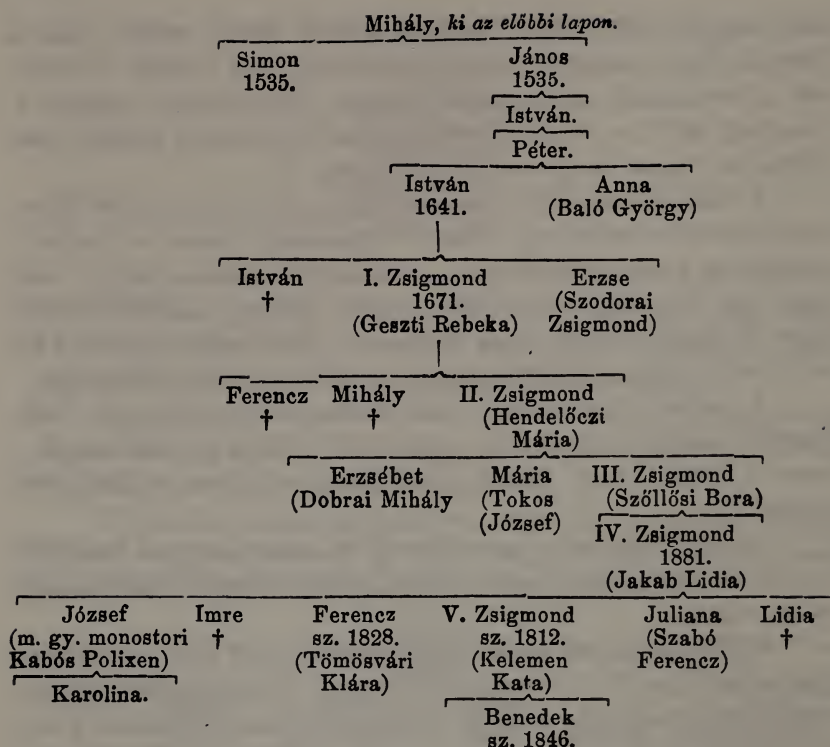 Mihály, ki az előbbi lapon.
Simon János
1535. 1535.
István.
Péter.
István Anna
1641. (Baló György)
István I. Zsigmond Erzse
† 1671. (Szodorai
(Geszti Rebeka) Zsigmond)
Ferencz Mihály II. Zsigmond
† † (Hendelőczi
Mária)
Erzsébet Mária III. Zsigmond
(Dobrai Mihály (Tokos (Szőllősi Bora)
(József) IV. Zsigmond
1881.
(Jakab Lidia)
József Imre Ferencz V. Zsigmond Juliana Lidia
(m. gy. monostori † sz. 1828. sz. 1812. (Szabó †
Kabós Polixen) (Tömösvári (Kelemen Ferencz)
Karolina. Klára) Kata)
Benedek
sz. 1846.